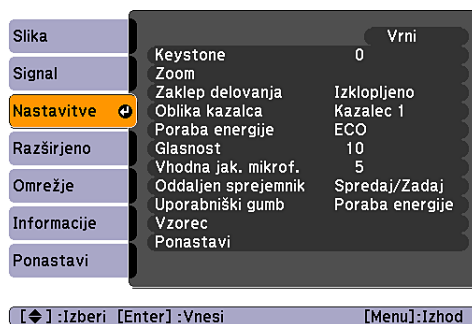 Slika
Signal
Nastavitve
Razširjeno
Omrežje
Informacije
Ponastavi
Vrni
Keystone 0
Zoom
Zaklep delovanja Izklopljeno
Oblika kazalca Kazalec 1
Poraba energije ECO
Glasnost 10
Vhodna jak. mikrof. 5
Oddaljen sprejemnik Spredaj/Zadaj
Uporabniški gumb Poraba energije
Vzorec
Ponastavi
[◆] :Izberi [Enter] :Vnesi [Menu]:Izhod